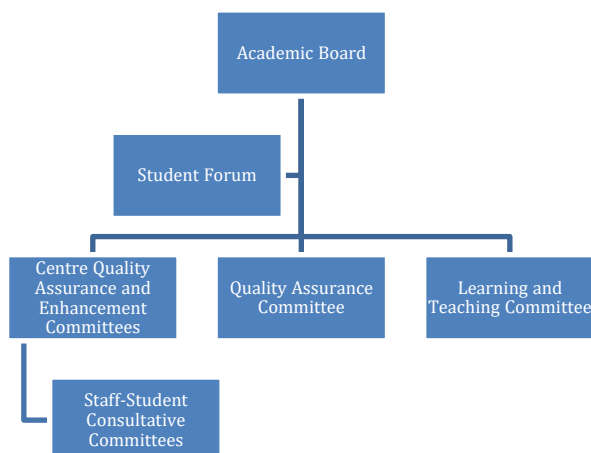 Academic Board
Student Forum
Centre Quality
Assurance and
Enhancement
Committees
Quality Assurance
Committee
Learning and
Teaching Committee
Staff-Student
Consultative
Committees